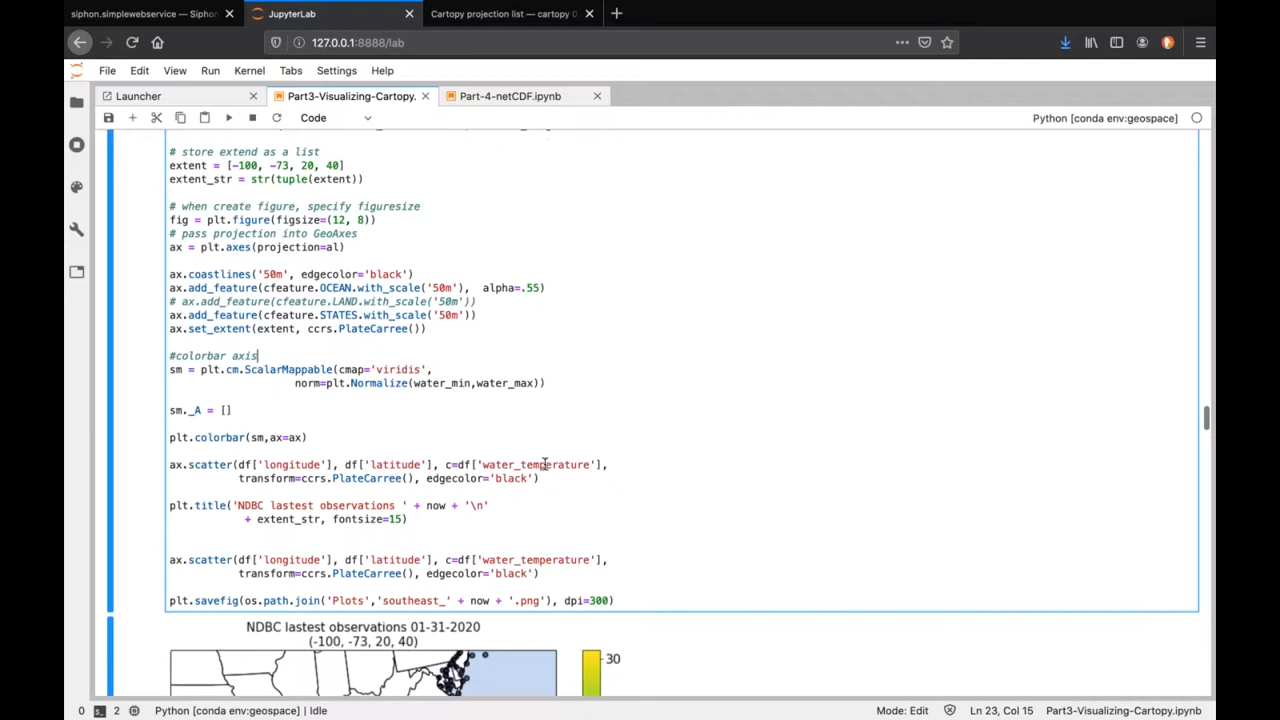 siphon.simplewebservice — Siphon
JupyterLab
Cartopy projection list — cartopy 0
127.0.0.1:8888/lab
File Edit View Run Kernel Tabs Settings Help
Launcher
Part3-Visualizing-Cartopy.
Part-4-netCDF.ipynb
Code
Python [conda env:geospace]
# store extend as a list
extent = [-100, -73, 20, 40]
extent_str = str(tuple(extent))
# when create figure, specify figuresize
fig = plt.figure(figsize=(12, 8))
# pass projection into GeoAxes
ax = plt.axes(projection=al)
ax.coastlines('50m', edgecolor='black')
ax.add_feature(cfeature.OCEAN.with_scale('50m'),  alpha=.55)
# ax.add_feature(cfeature.LAND.with_scale('50m'))
ax.add_feature(cfeature.STATES.with_scale('50m'))
ax.set_extent(extent, ccrs.PlateCarree())
#colorbar axis
sm = plt.cm.ScalarMappable(cmap='viridis',
norm=plt.Normalize(water_min,water_max))
sm._A = []
plt.colorbar(sm,ax=ax)
ax.scatter(df['longitude'], df['latitude'], c=df['water_temperature'],
transform=ccrs.PlateCarree(), edgecolor='black')
plt.title('NDBC lastest observations ' + now + '\n'
+ extent_str, fontsize=15)
ax.scatter(df['longitude'], df['latitude'], c=df['water_temperature'],
transform=ccrs.PlateCarree(), edgecolor='black')
plt.savefig(os.path.join('Plots','southeast_' + now + '.png'), dpi=300)
NDBC lastest observations 01-31-2020
(-100, -73, 20, 40)
30
0 2 Python [conda env:geospace] | Idle
Mode: Edit Ln 23, Col 15 Part3-Visualizing-Cartopy.ipynb